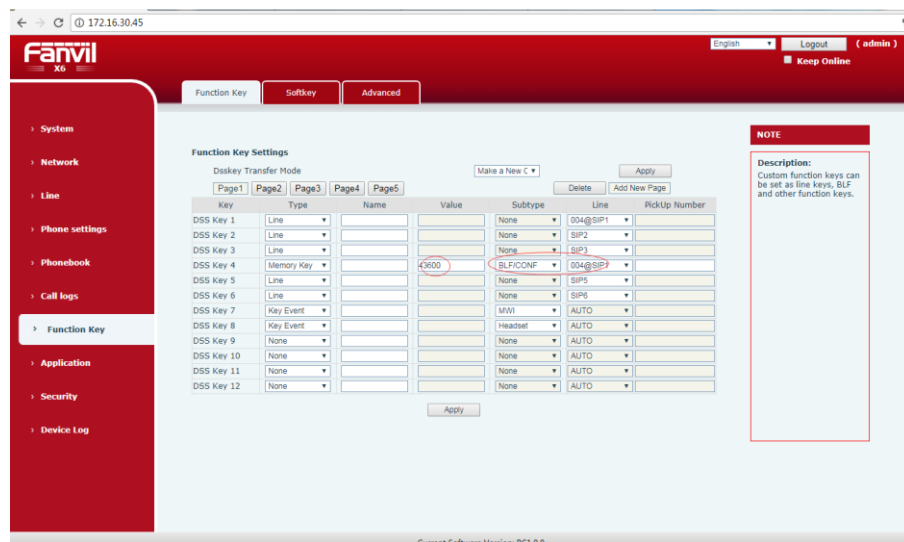 172.16.30.45
Fanvil
X6
English Logout ( admin )
Keep Online
Function Key Softkey Advanced
› System
› Network
› Line
› Phone settings
› Phonebook
› Call logs
› Function Key
› Application
› Security
› Device Log
Function Key Settings
Dsskey Transfer Mode Make a New C Apply
Page1 Page2 Page3 Page4 Page5 Delete Add New Page
Key Type Name Value Subtype Line PickUp Number
DSS Key 1 Line None 004@SIP1
DSS Key 2 Line None SIP2
DSS Key 3 Line None SIP3
DSS Key 4 Memory Key 43600 BLF/CONF 004@SIP1
DSS Key 5 Line None SIP5
DSS Key 6 Line None SIP6
DSS Key 7 Key Event MWI AUTO
DSS Key 8 Key Event Headset AUTO
DSS Key 9 None None AUTO
DSS Key 10 None None AUTO
DSS Key 11 None None AUTO
DSS Key 12 None None AUTO
Apply
NOTE
Description:
Custom function keys can
be set as line keys, BLF
and other function keys.